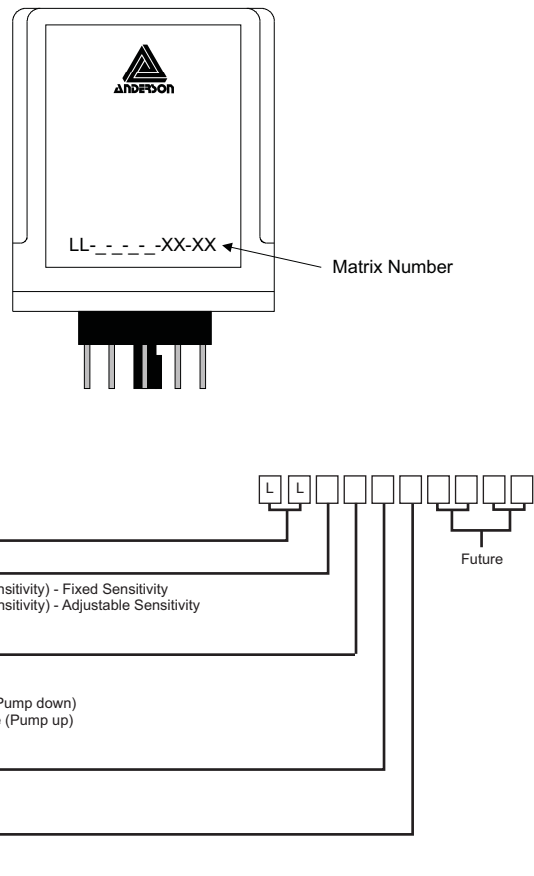 ANDERSON
LL-_-_-_-_-XX-XX
Matrix Number
L L
Future
nsitivity) - Fixed Sensitivity
nsitivity) - Adjustable Sensitivity
Pump down)
(Pump up)